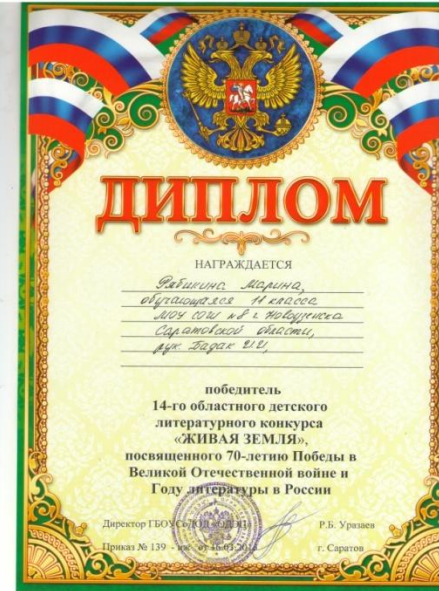 ДИПЛОМ
НАГРАЖДАЕТСЯ
Рябинина Марина,
обучающаяся 11 класса
МОУ СОШ №8 г. Новоузенска
Саратовской области,
рук. Бадак
победитель
14-го областного детского
литературного конкурса
«ЖИВАЯ ЗЕМЛЯ»,
посвященного 70-летию Победы в
Великой Отечественной войне и
Году литературы в России
Директор Р.Б. Уразаев
Приказ № 139 от г. Саратов